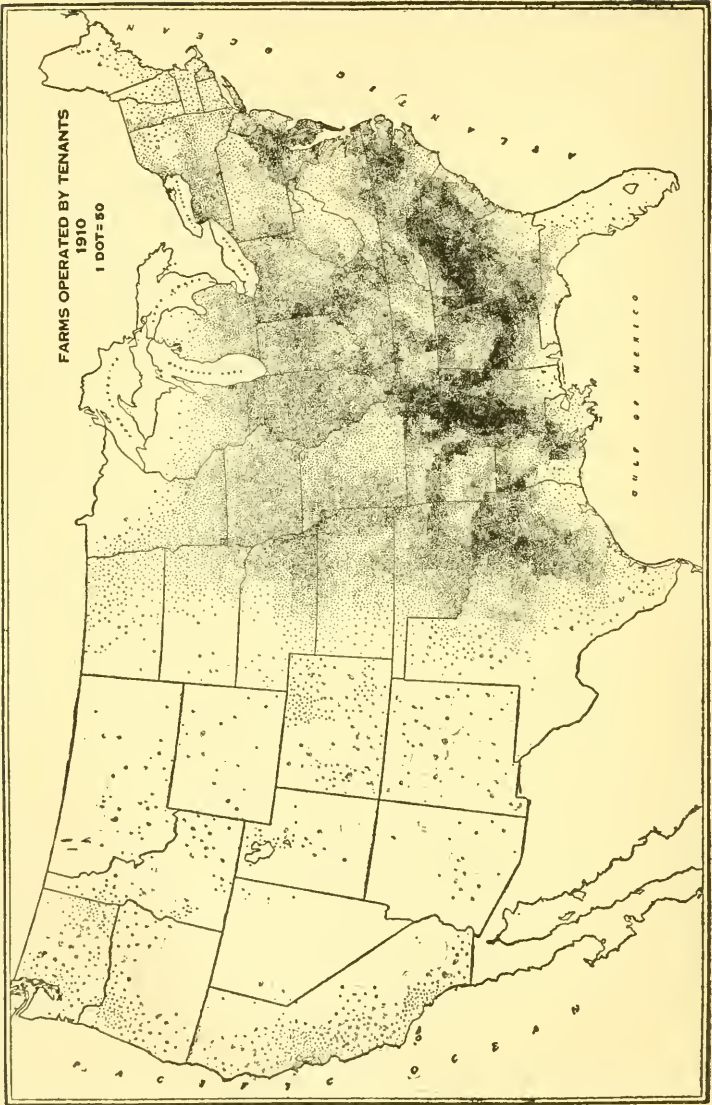 FARMS OPERATED BY TENANTS
1910
1 DOT = 50
ATLANTIC OCEAN
GULF OF MEXICO
PACIFIC OCEAN